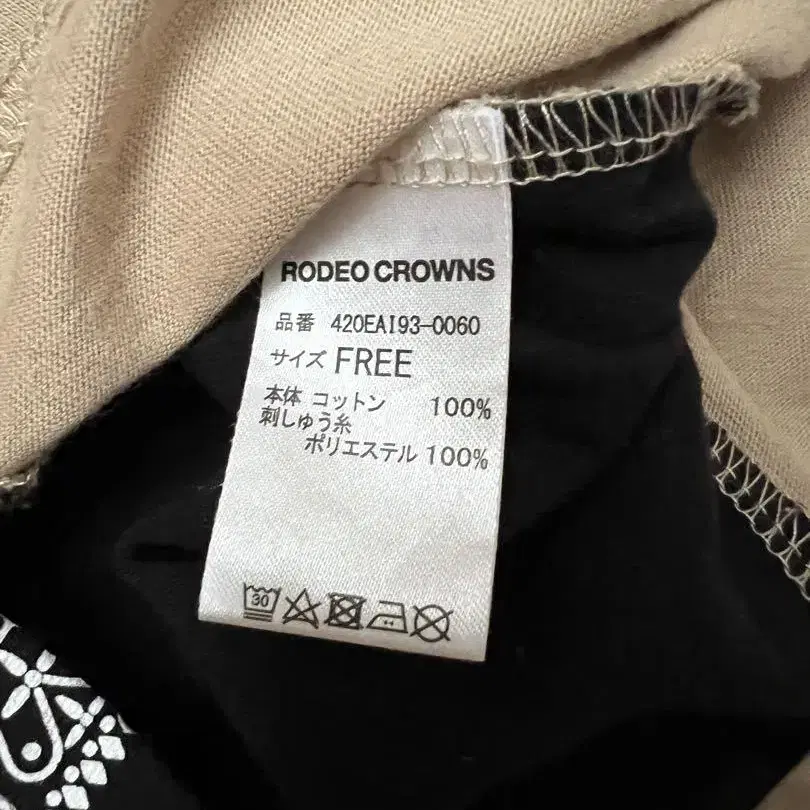 RODEO CROWNS
品番 420EAI93-0060
サイズ FREE
本体 コットン 100%
刺しゅう糸
ポリエステル 100%
30